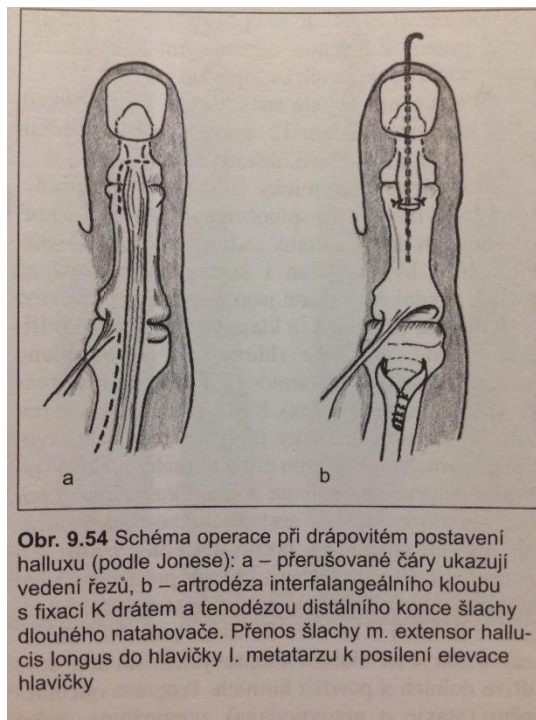 a
b
Obr. 9.54 Schéma operace při drápovitém postavení
halluxu (podle Jonese): a – přerušované čáry ukazují
vedení řezů, b – artrodéza interfalangeálního kloubu
s fixací K drátem a tenodézou distálního konce šlachy
dlouhého natahovače. Přenos šlachy m. extensor hallu-
cis longus do hlavičky I. metatarzu k posílení elevace
hlavičky